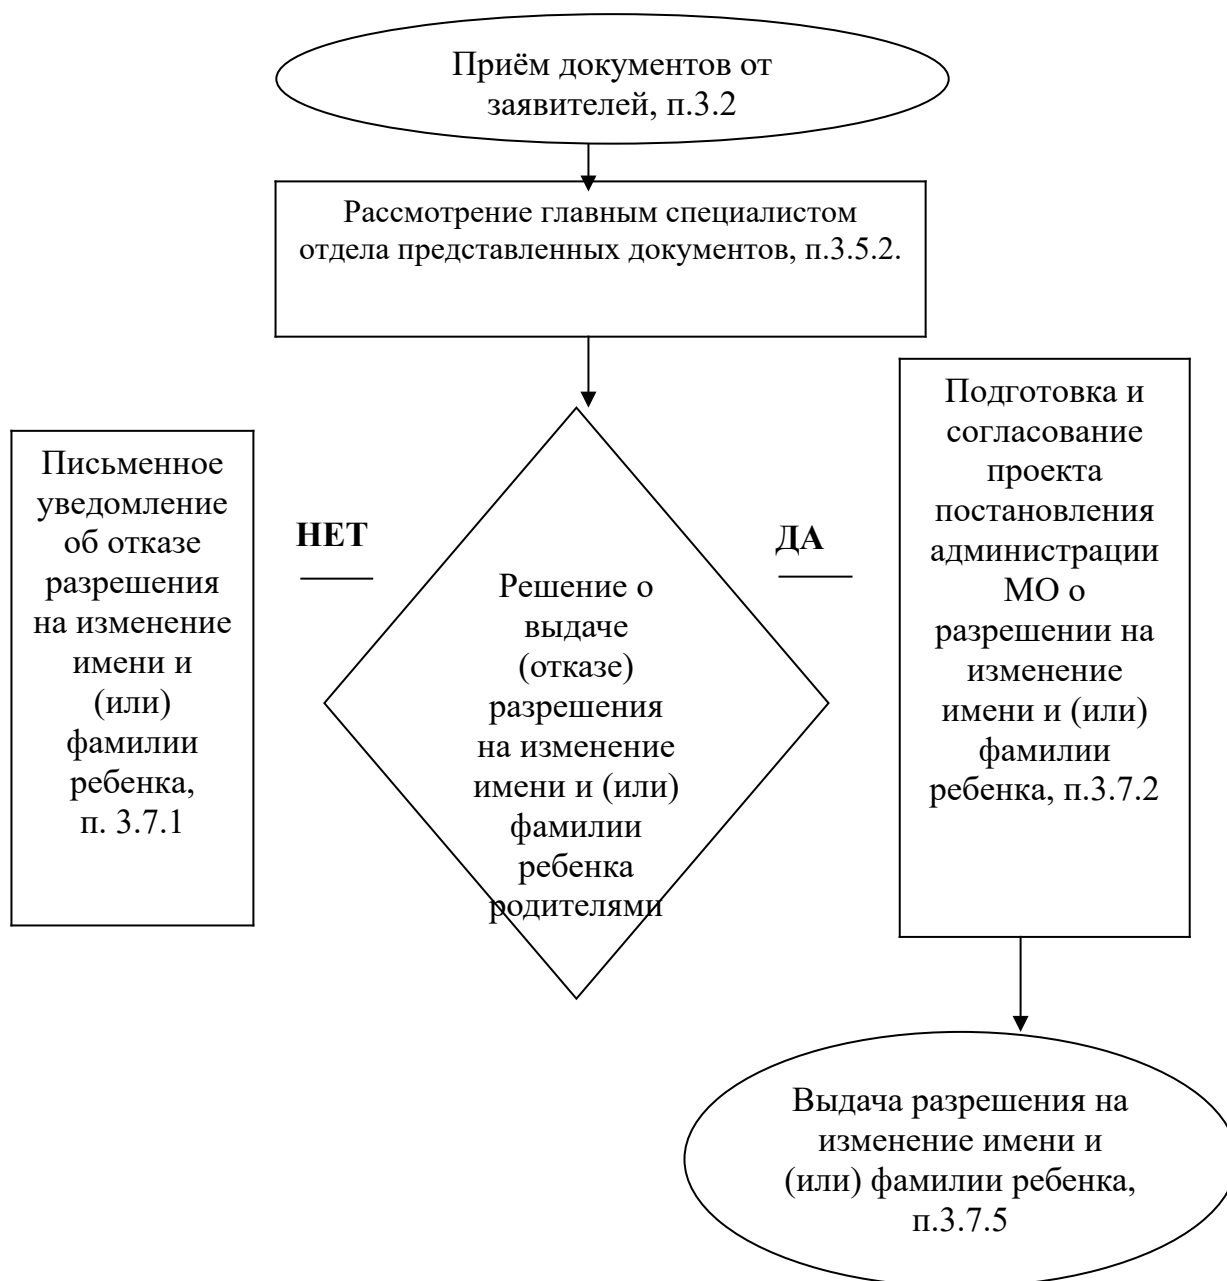 Приём документов от
заявителей, п.3.2
Рассмотрение главным специалистом
отдела представленных документов, п.3.5.2.
Письменное
уведомление
об отказе
разрешения
на изменение
имени и
(или)
фамилии
ребенка,
п. 3.7.1
НЕТ
Решение о
выдаче
(отказе)
разрешения
на изменение
имени и (или)
фамилии
ребенка
родителями
ДА
Подготовка и
согласование
проекта
постановления
администрации
МО о
разрешении на
изменение
имени и (или)
фамилии
ребенка, п.3.7.2
Выдача разрешения на
изменение имени и
(или) фамилии ребенка,
п.3.7.5